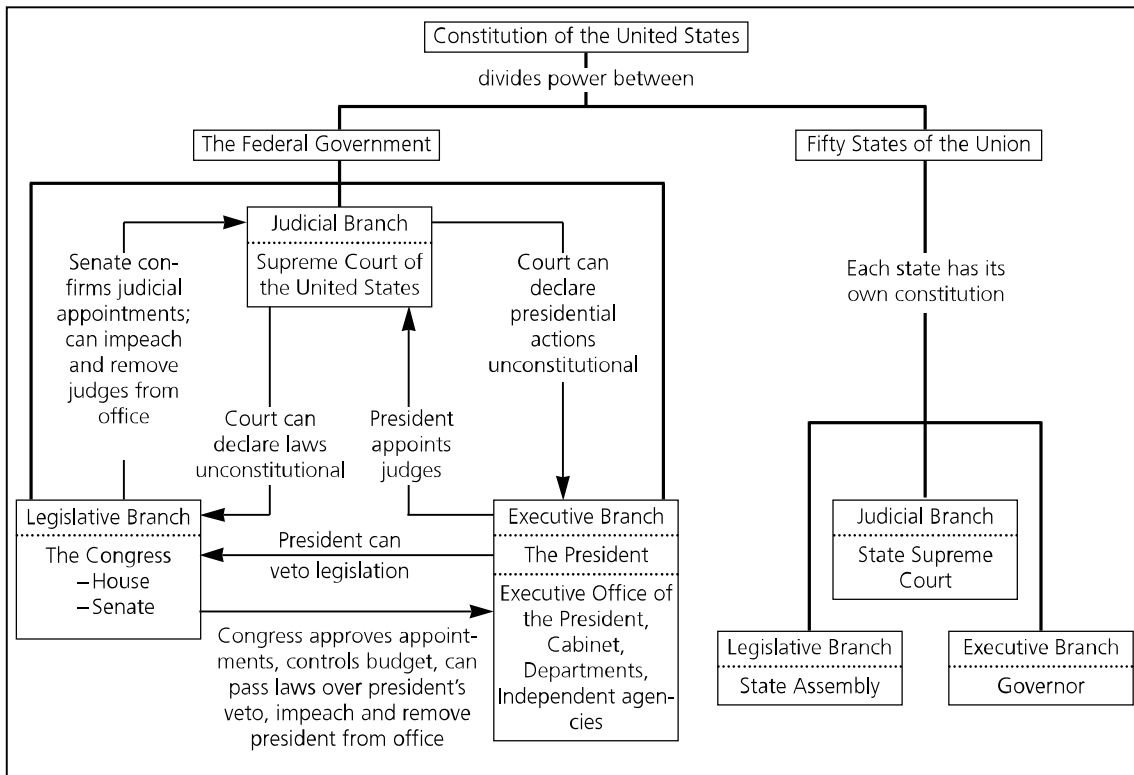 Constitution of the United States
divides power between
The Federal Government
Fifty States of the Union
Judicial Branch
Supreme Court of
the United States
Senate con-
firms judicial
appointments;
can impeach
and remove
judges from
office
Court can
declare
presidential
actions
unconstitutional
Each state has its
own constitution
Court can
declare laws
unconstitutional
President
appoints
judges
Legislative Branch
The Congress
–House
–Senate
President can
veto legislation
Executive Branch
The President
Executive Office of
the President,
Cabinet,
Departments,
Independent agen-
cies
Congress approves appoint-
ments, controls budget, can
pass laws over president's
veto, impeach and remove
president from office
Judicial Branch
State Supreme
Court
Legislative Branch
State Assembly
Executive Branch
Governor